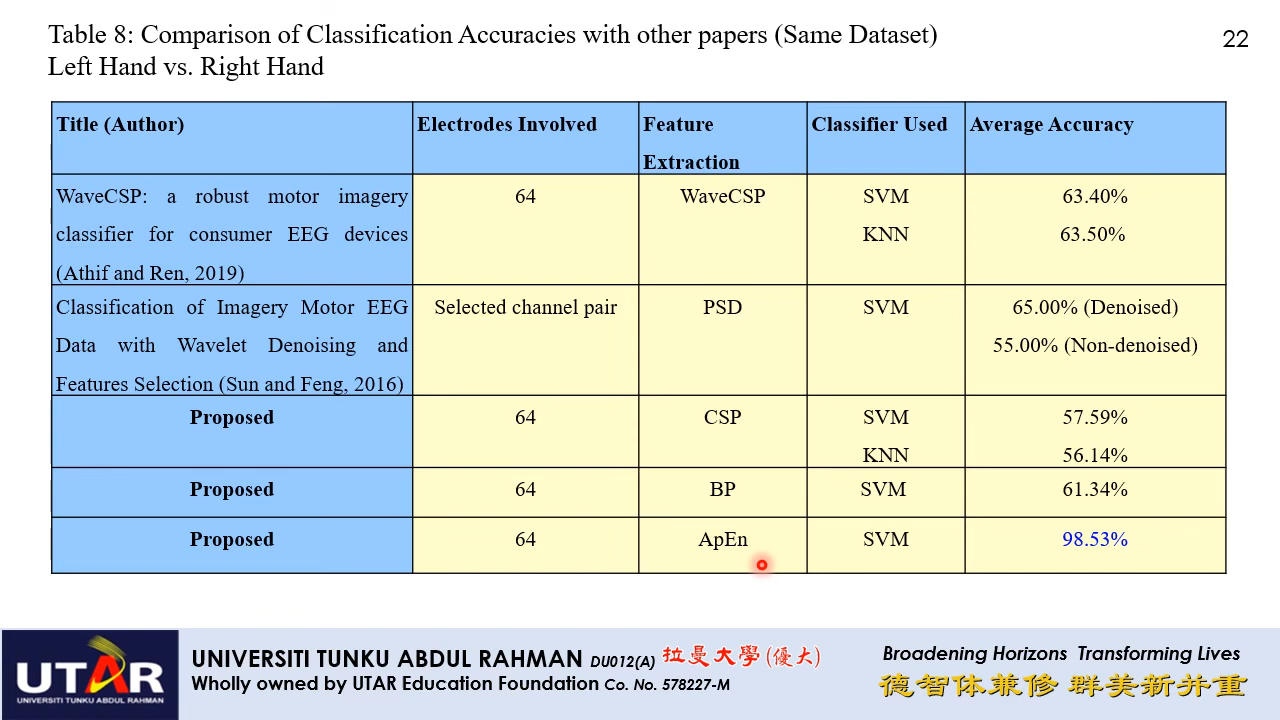 Table 8: Comparison of Classification Accuracies with other papers (Same Dataset)
Left Hand vs. Right Hand
22
Title (Author)
Electrodes Involved
Feature
Extraction
Classifier Used
Average Accuracy
WaveCSP: a robust motor imagery
classifier for consumer EEG devices
(Athif and Ren, 2019)
64
WaveCSP
SVM
KNN
63.40%
63.50%
Classification of Imagery Motor EEG
Data with Wavelet Denoising and
Features Selection (Sun and Feng, 2016)
Selected channel pair
PSD
SVM
65.00% (Denoised)
55.00% (Non-denoised)
Proposed
64
CSP
SVM
KNN
57.59%
56.14%
Proposed
64
BP
SVM
61.34%
Proposed
64
ApEn
SVM
98.53%
UTAR
UNIVERSITI TUNKU ABDUL RAHMAN
UNIVERSITI TUNKU ABDUL RAHMAN DU012(A) 拉曼大學(優大)
Wholly owned by UTAR Education Foundation Co. No. 578227-M
Broadening Horizons Transforming Lives
德智体兼修 群美新并重